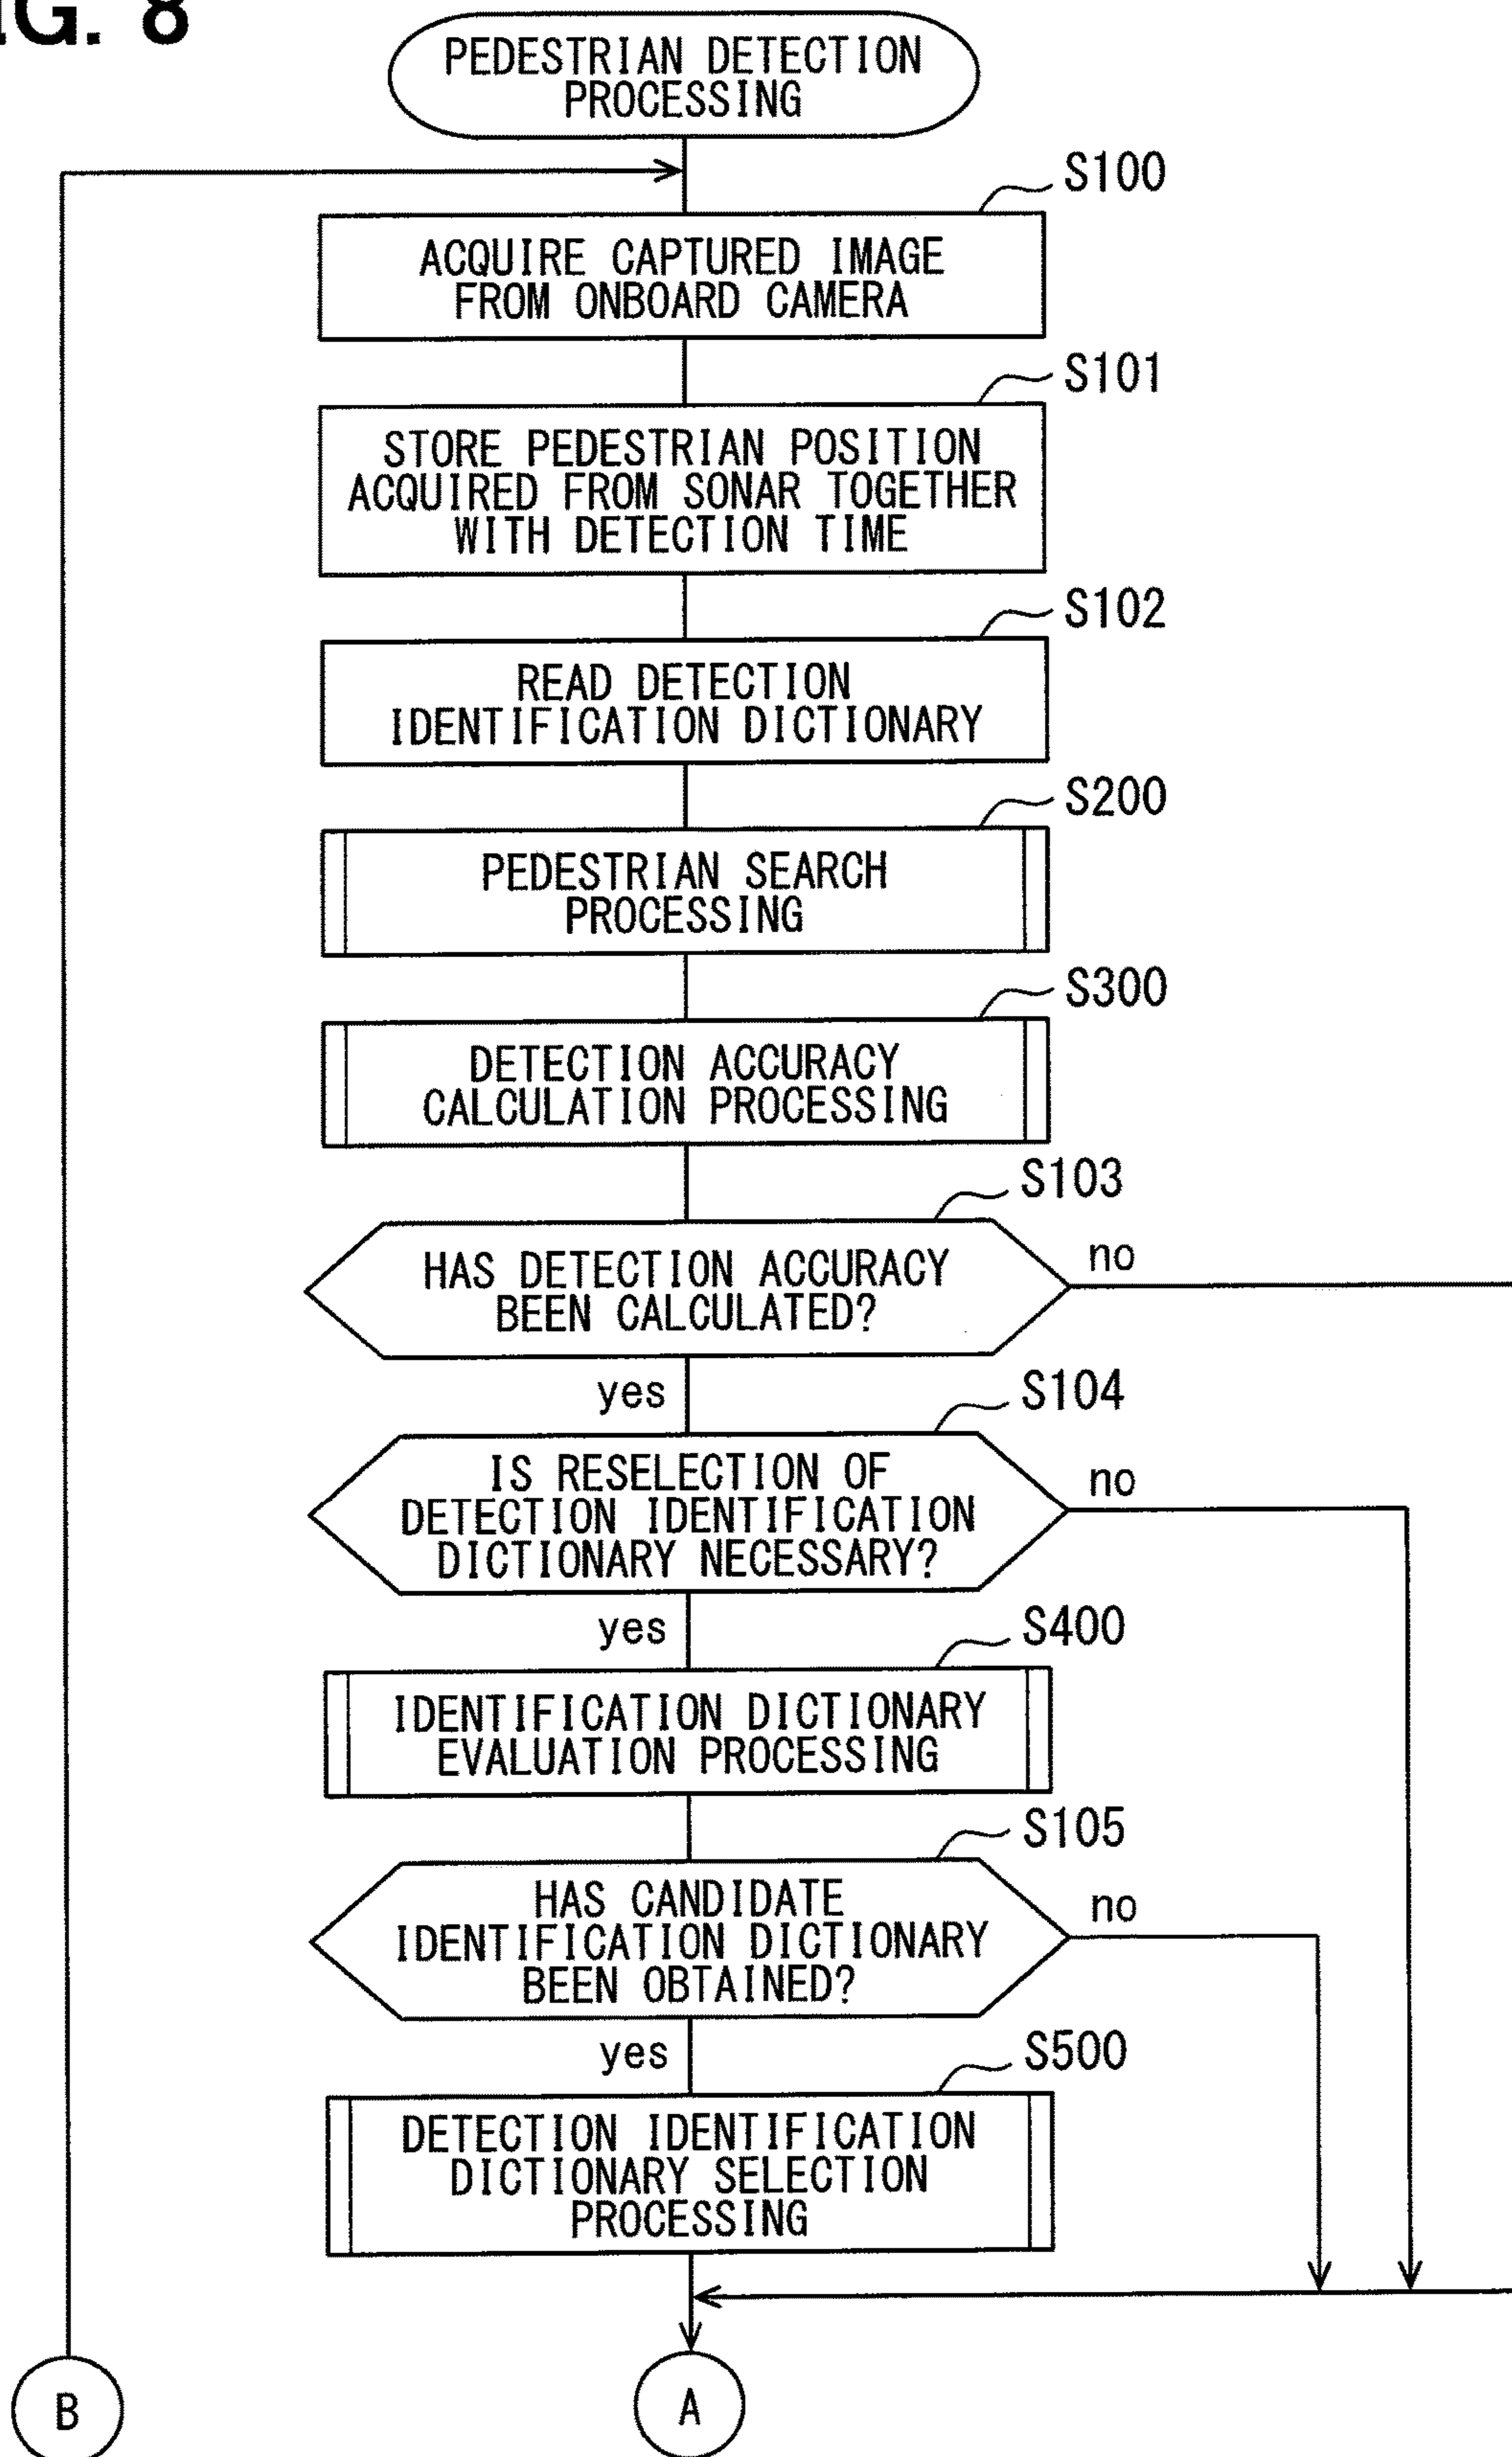 G. 8
PEDESTRIAN DETECTION
PROCESSING
S100
ACQUIRE CAPTURED IMAGE
FROM ONBOARD CAMERA
S101
STORE PEDESTRIAN POSITION
ACQUIRED FROM SONAR TOGETHER
WITH DETECTION TIME
S102
READ DETECTION
IDENTIFICATION DICTIONARY
S200
PEDESTRIAN SEARCH
PROCESSING
S300
DETECTION ACCURACY
CALCULATION PROCESSING
S103
HAS DETECTION ACCURACY
BEEN CALCULATED?
no
yes
S104
IS RESELECTION OF
DETECTION IDENTIFICATION
DICTIONARY NECESSARY?
no
yes
S400
IDENTIFICATION DICTIONARY
EVALUATION PROCESSING
S105
HAS CANDIDATE
IDENTIFICATION DICTIONARY
BEEN OBTAINED?
no
yes
S500
DETECTION IDENTIFICATION
DICTIONARY SELECTION
PROCESSING
B
A